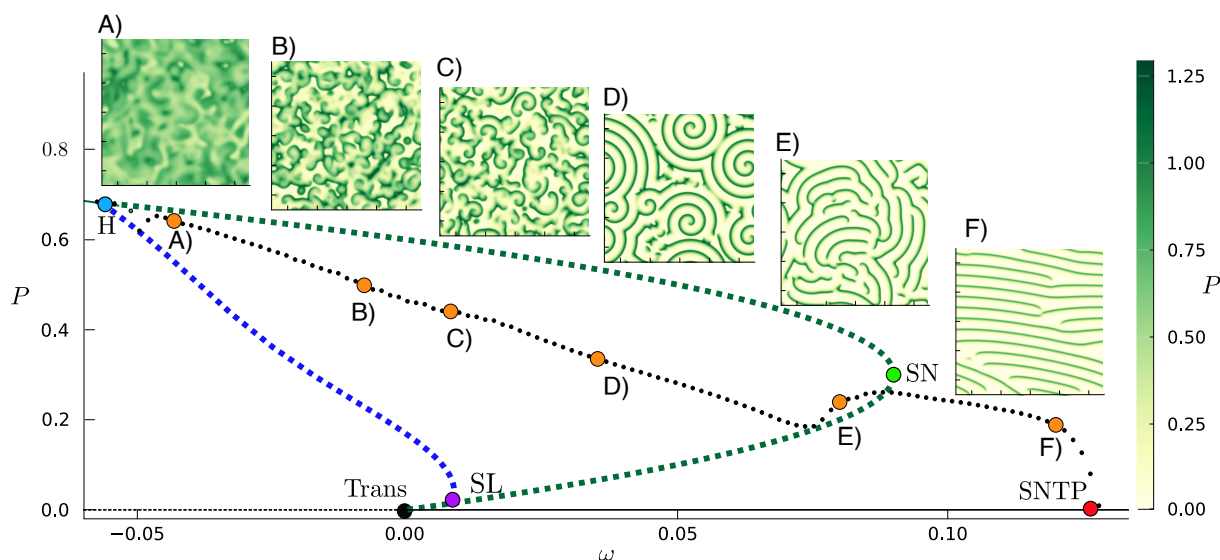 A)
B)
C)
D)
E)
F)
1.25
1.00
0.75
0.50
0.25
0.00
P
0.8
0.6
0.4
0.2
0.0
P
H
A)
B)
C)
D)
E)
F)
SN
SL
Trans
SNTP
−0.05
0.00
0.05
0.10
ω